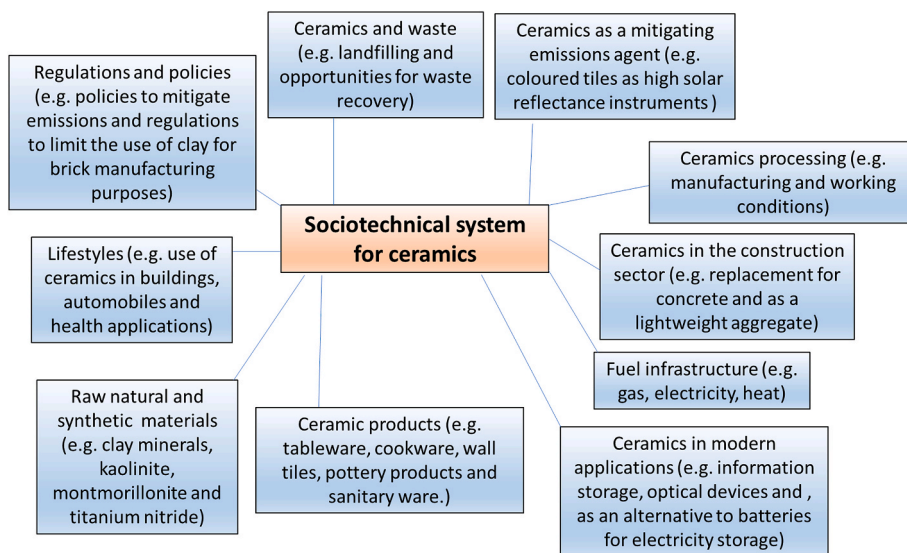 Ceramics and waste
(e.g. landfilling and
opportunities for waste
recovery)
Ceramics as a mitigating
emissions agent (e.g.
coloured tiles as high solar
reflectance instruments )
Regulations and policies
(e.g. policies to mitigate
emissions and regulations
to limit the use of clay for
brick manufacturing
purposes)
Ceramics processing (e.g.
manufacturing and working
conditions)
Sociotechnical system
for ceramics
Lifestyles (e.g. use of
ceramics in buildings,
automobiles and
health applications)
Ceramics in the construction
sector (e.g. replacement for
concrete and as a
lightweight aggregate)
Fuel infrastructure (e.g.
gas, electricity, heat)
Raw natural and
synthetic materials
(e.g. clay minerals,
kaolinite,
montmorillonite and
titanium nitride)
Ceramic products (e.g.
tableware, cookware, wall
tiles, pottery products and
sanitary ware.)
Ceramics in modern
applications (e.g. information
storage, optical devices and ,
as an alternative to batteries
for electricity storage)